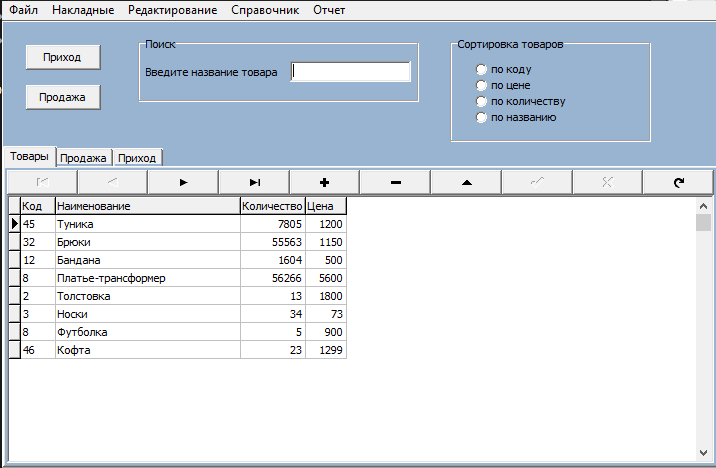 Файл Накладные Редактирование Справочник Отчет
Приход
Продажа
Поиск
Введите название товара
Сортировка товаров
по коду
по цене
по количеству
по названию
Товары Продажа Приход
Код Наименование Количество Цена
45 Туника 7805 1200
32 Брюки 55563 1150
12 Бандана 1604 500
8 Платье-трансформер 56266 5600
2 Толстовка 13 1800
3 Носки 34 73
8 Футболка 5 900
46 Кофта 23 1299